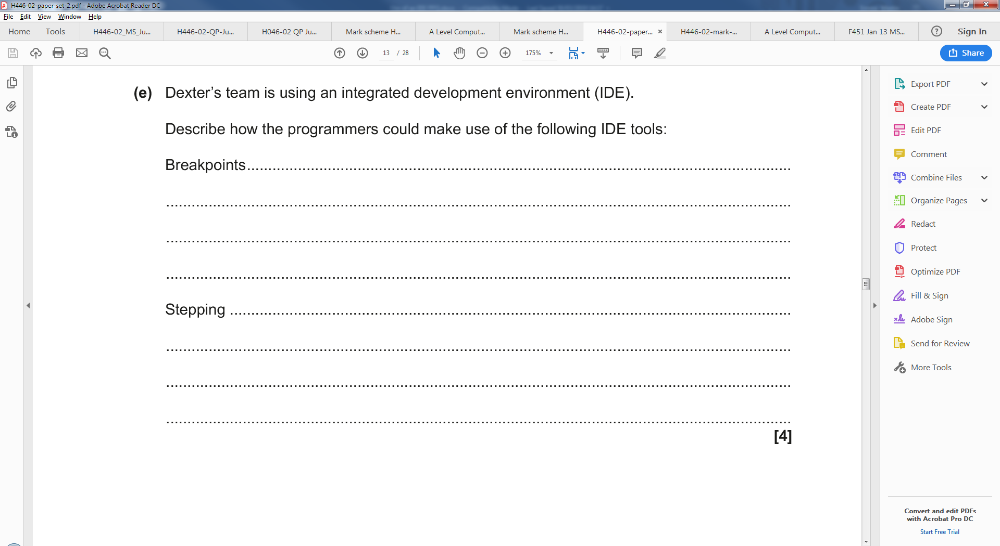 H446-02-paper-set-2.pdf - Adobe Acrobat Reader DC
File Edit View Window Help
Home Tools H446-02_MS_Ju... H446-02-QP-Ju... H046-02 QP Ju... Mark scheme H... A Level Comput... Mark scheme H... H446-02-paper... × H446-02-mark-... A Level Comput... F451 Jan 13 MS... ? Sign In
13 / 28 175% Share
(e) Dexter's team is using an integrated development environment (IDE).
Describe how the programmers could make use of the following IDE tools:
Breakpoints..........................................................................................................................
..........................................................................................................................
..........................................................................................................................
..........................................................................................................................
Stepping ..........................................................................................................................
..........................................................................................................................
..........................................................................................................................
..........................................................................................................................
[4]
Export PDF
Create PDF
Edit PDF
Comment
Combine Files
Organize Pages
Redact
Protect
Optimize PDF
Fill & Sign
Adobe Sign
Send for Review
More Tools
Convert and edit PDFs
with Acrobat Pro DC
Start Free Trial